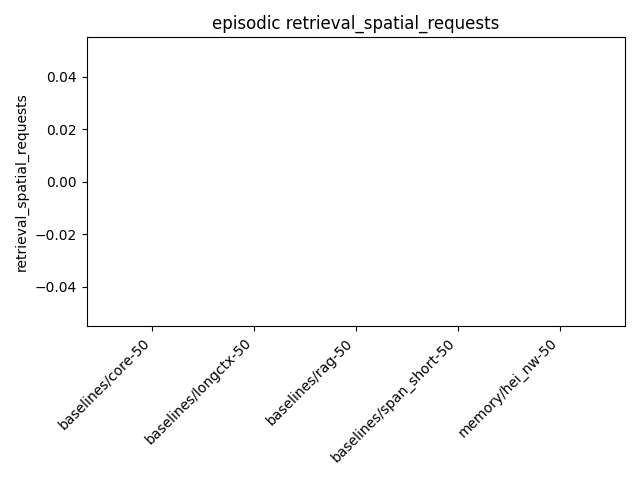 episodic retrieval_spatial_requests
retrieval_spatial_requests
0.04
0.02
0.00
−0.02
−0.04
baselines/core-50
baselines/longctx-50
baselines/rag-50
baselines/span_short-50
memory/hei_nw-50